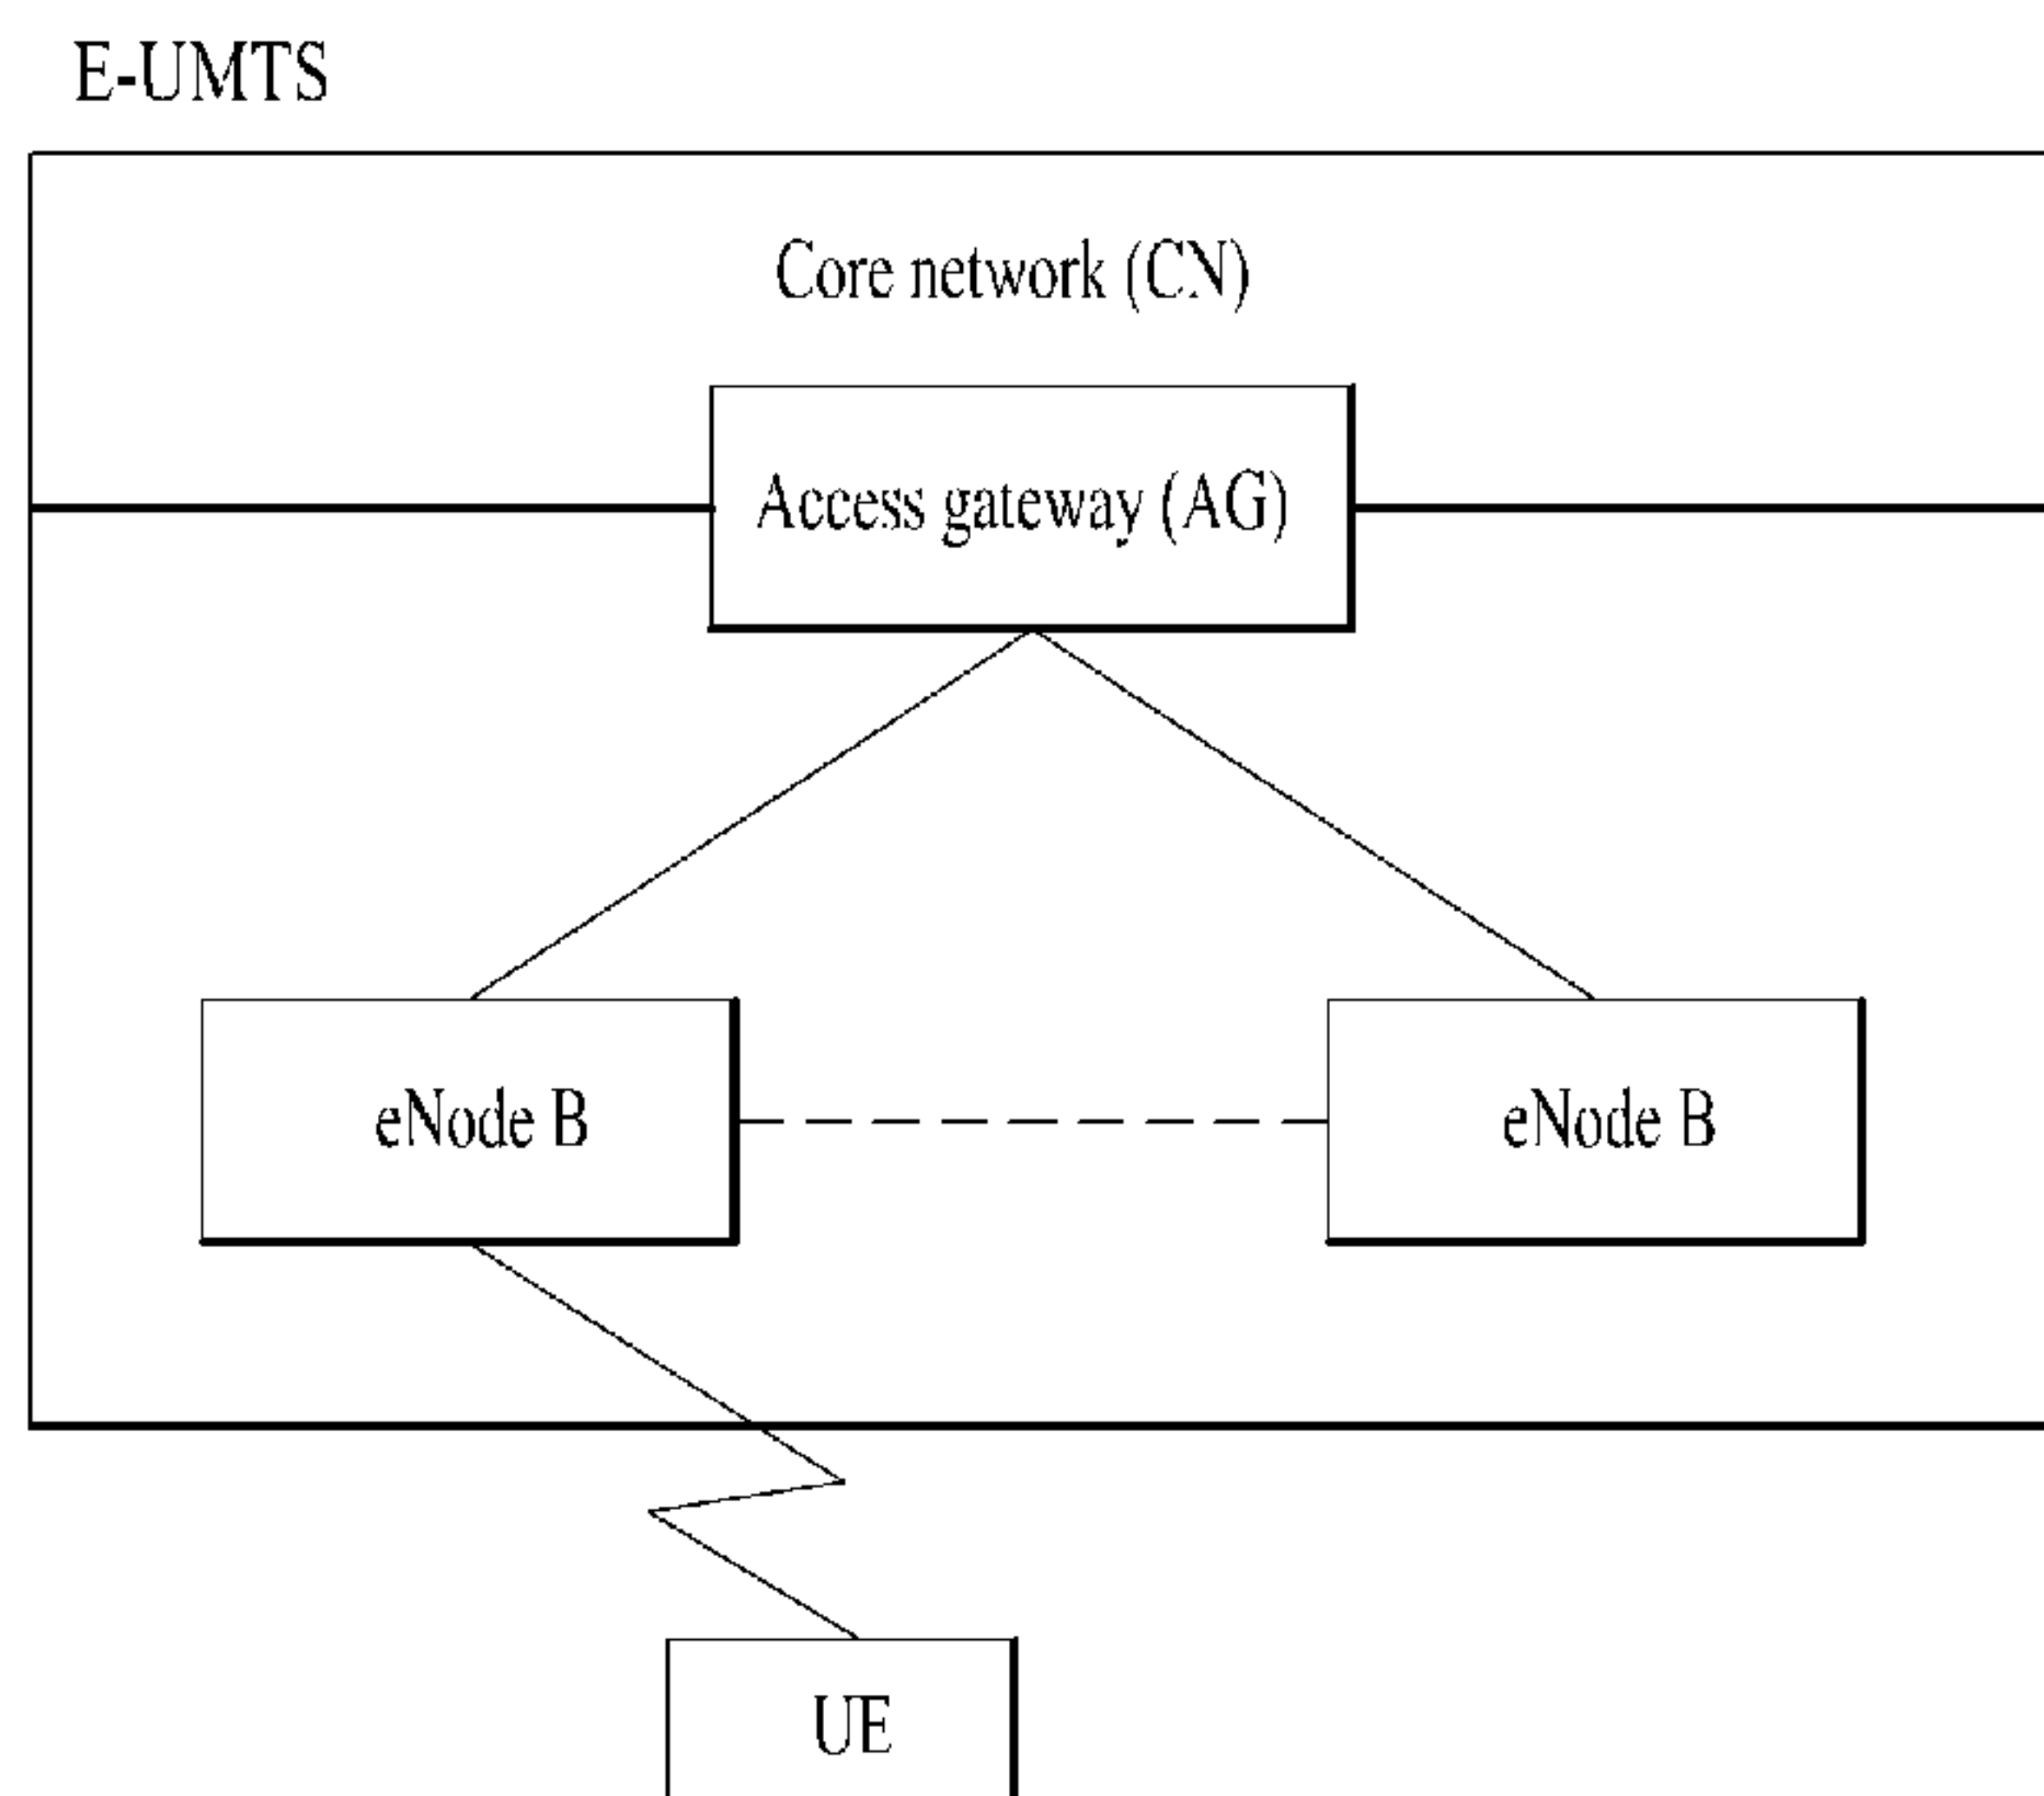 E-UMTS
Core network (CN)
Access gateway (AG)
eNode B
eNode B
UE